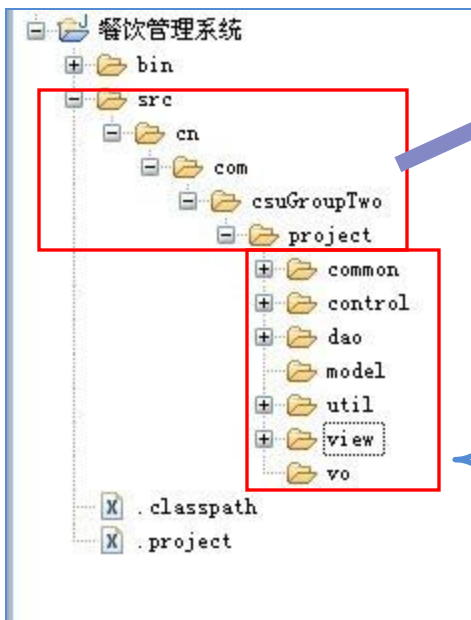 餐饮管理系统
bin
src
cn
com
csuGroupTwo
project
common
control
dao
model
util
view
vo
.classpath
.project